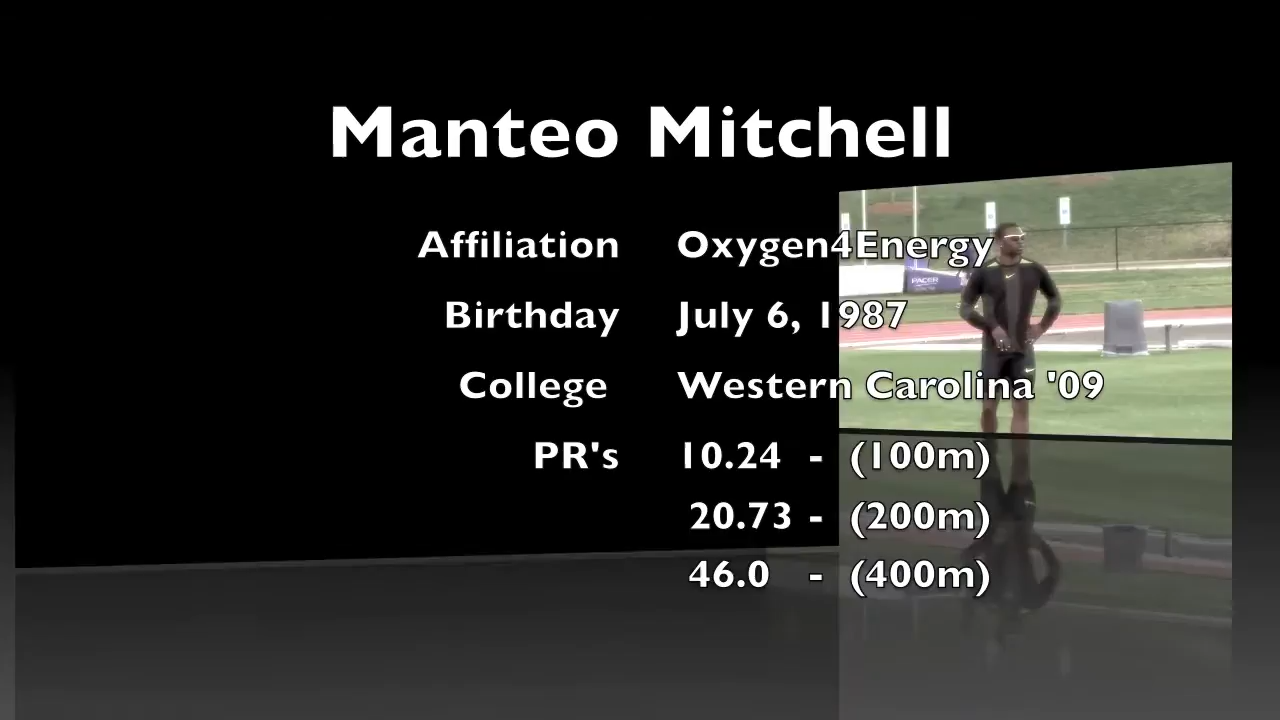 Manteo Mitchell
Affiliation Oxygen4Energy
Birthday July 6, 1987
College Western Carolina '09
PR's 10.24 - (100m)
20.73 - (200m)
46.0 - (400m)
PACER